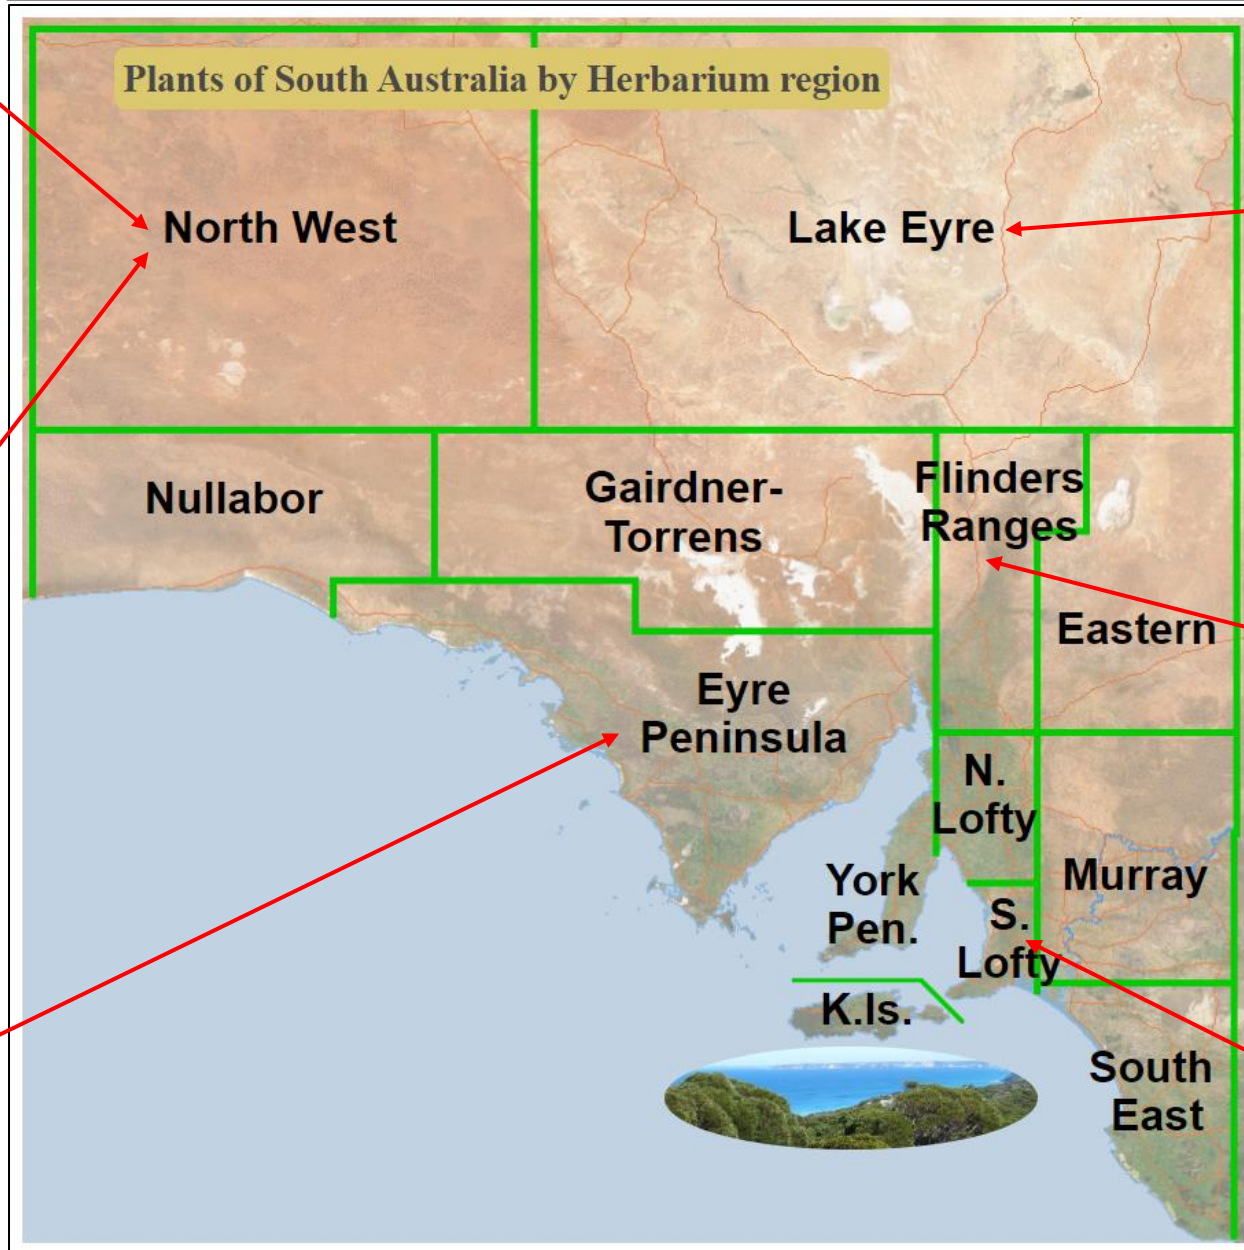 Plants of South Australia by Herbarium region
North West
Lake Eyre
Nullabor
Gairdner-
Torrens
Flinders
Ranges
Eastern
Eyre
Peninsula
N.
Lofty
Murray
York
Pen.
S.
Lofty
K.Is.
South
East